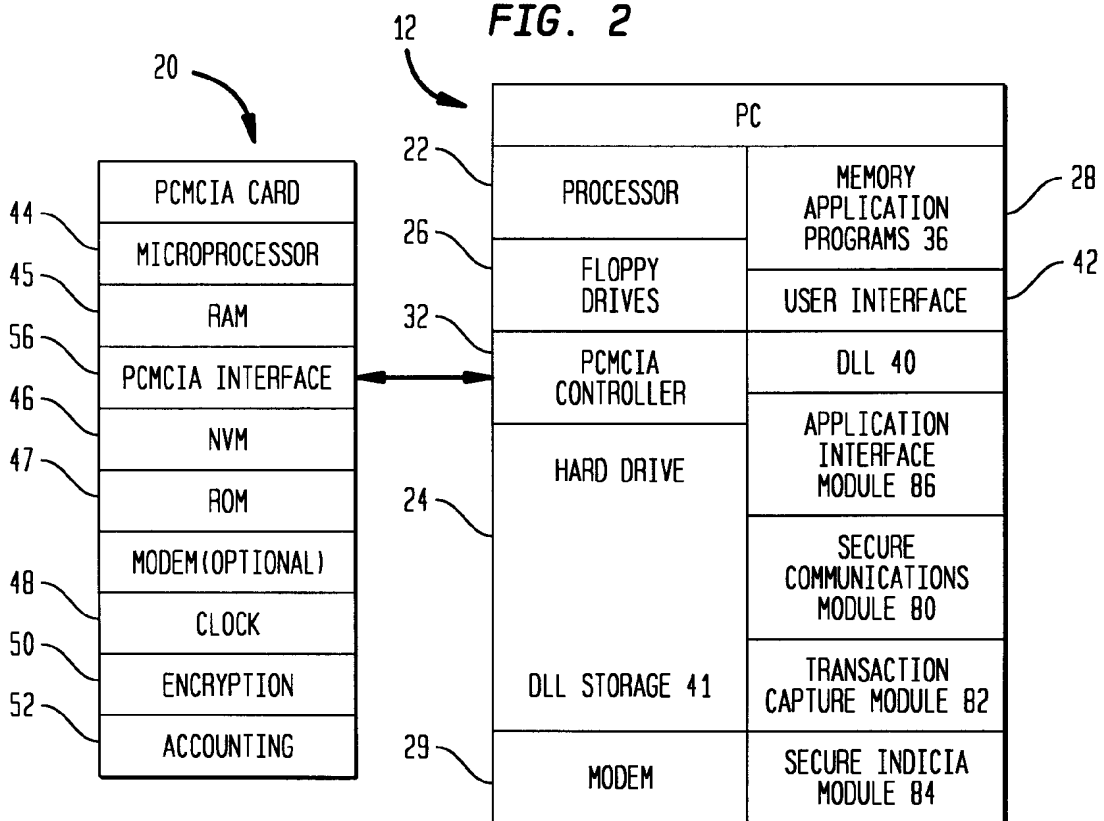 FIG. 2
20
PCMCIA CARD
44
MICROPROCESSOR
45
RAM
56
PCMCIA INTERFACE
46
NVM
47
ROM
MODEM(OPTIONAL)
48
CLOCK
50
ENCRYPTION
52
ACCOUNTING
12
PC
22
PROCESSOR
26
FLOPPY
DRIVES
32
PCMCIA
CONTROLLER
24
HARD DRIVE
DLL STORAGE 41
29
MODEM
MEMORY
APPLICATION
PROGRAMS 36
28
USER INTERFACE
42
DLL 40
APPLICATION
INTERFACE
MODULE 86
SECURE
COMMUNICATIONS
MODULE 80
TRANSACTION
CAPTURE MODULE 82
SECURE INDICIA
MODULE 84